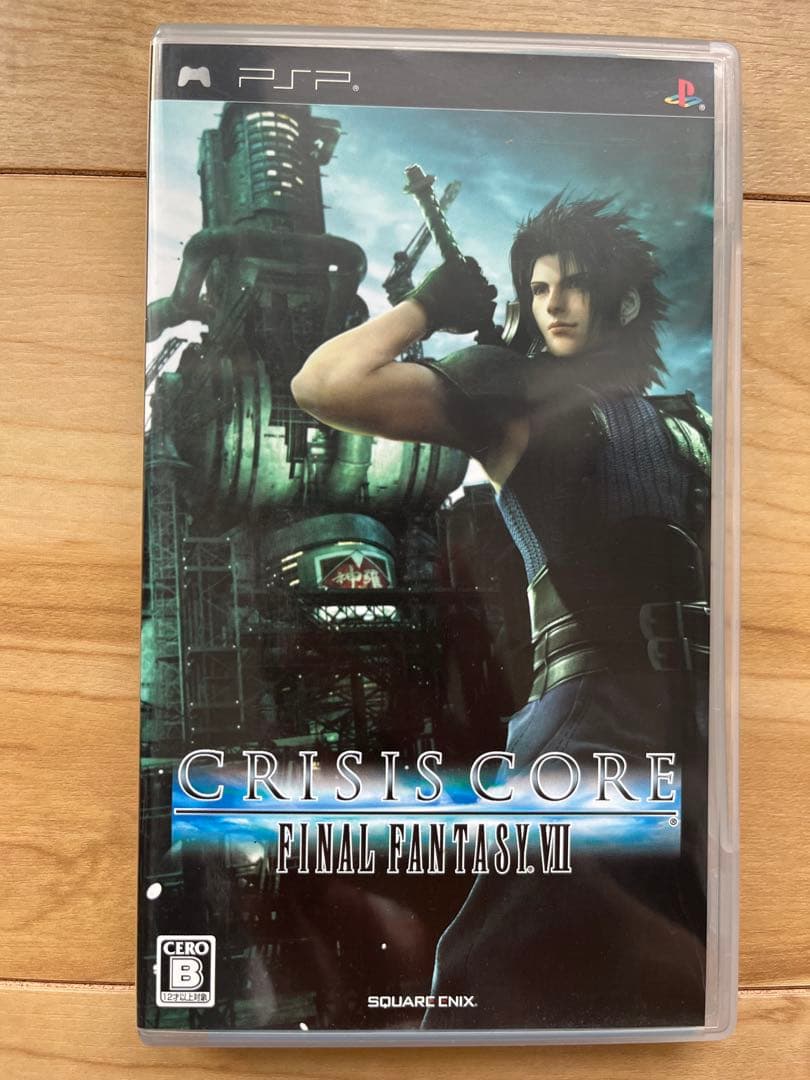 PSP®
CRISIS CORE
FINAL FANTASY® VII
神羅
CERO
B
12才以上対象
SQUARE ENIX.